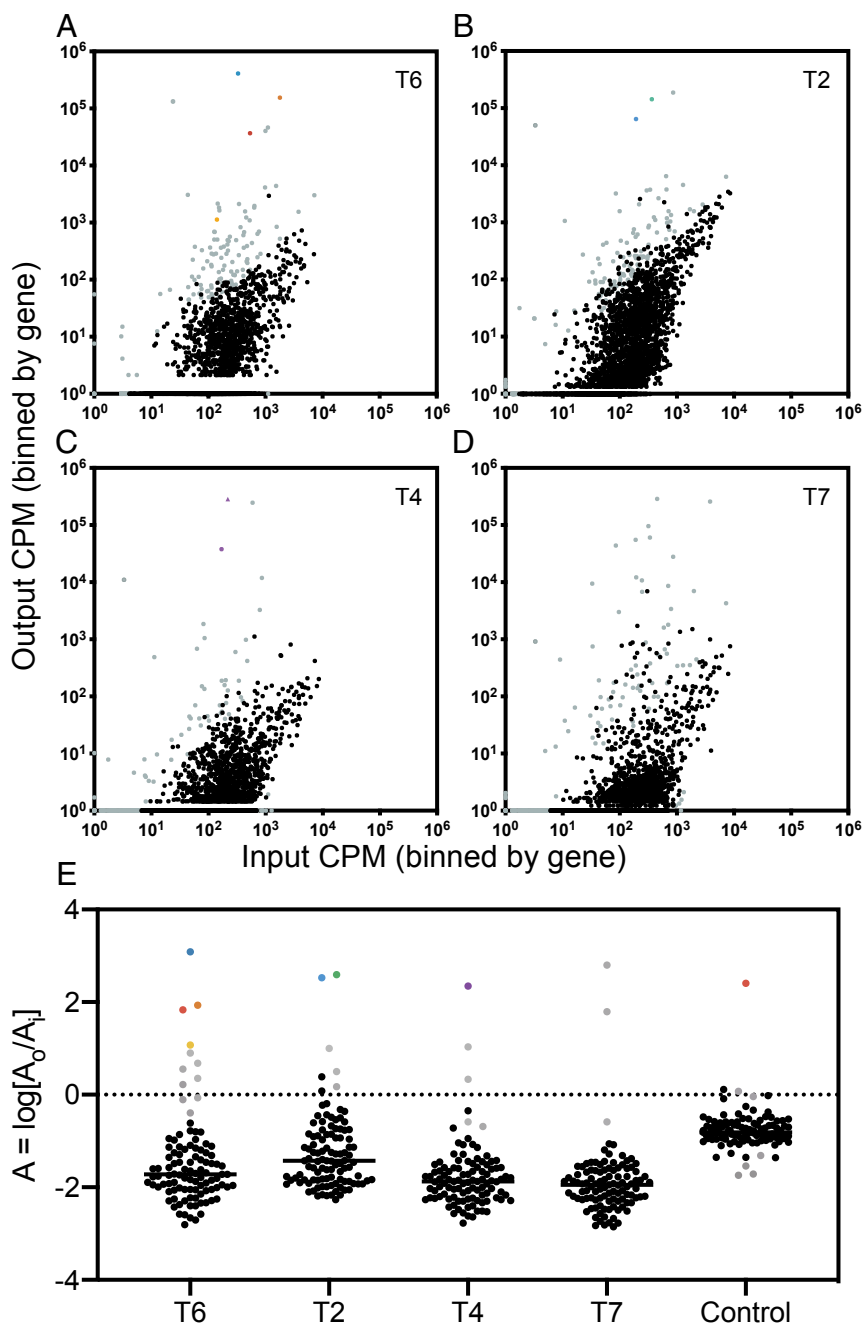 A
B
T6
T2
10⁶
10⁵
10⁴
10³
10²
10¹
10⁰
10⁰ 10¹ 10² 10³ 10⁴ 10⁵ 10⁶
10⁶
10⁵
10⁴
10³
10²
10¹
10⁰
10⁰ 10¹ 10² 10³ 10⁴ 10⁵ 10⁶
Output CPM (binned by gene)
C
D
T4
T7
10⁶
10⁵
10⁴
10³
10²
10¹
10⁰
10⁰ 10¹ 10² 10³ 10⁴ 10⁵ 10⁶
10⁶
10⁵
10⁴
10³
10²
10¹
10⁰
10⁰ 10¹ 10² 10³ 10⁴ 10⁵ 10⁶
Input CPM (binned by gene)
E
A = log[Aₒ/Aᵢ]
4
2
0
-2
-4
T6 T2 T4 T7 Control